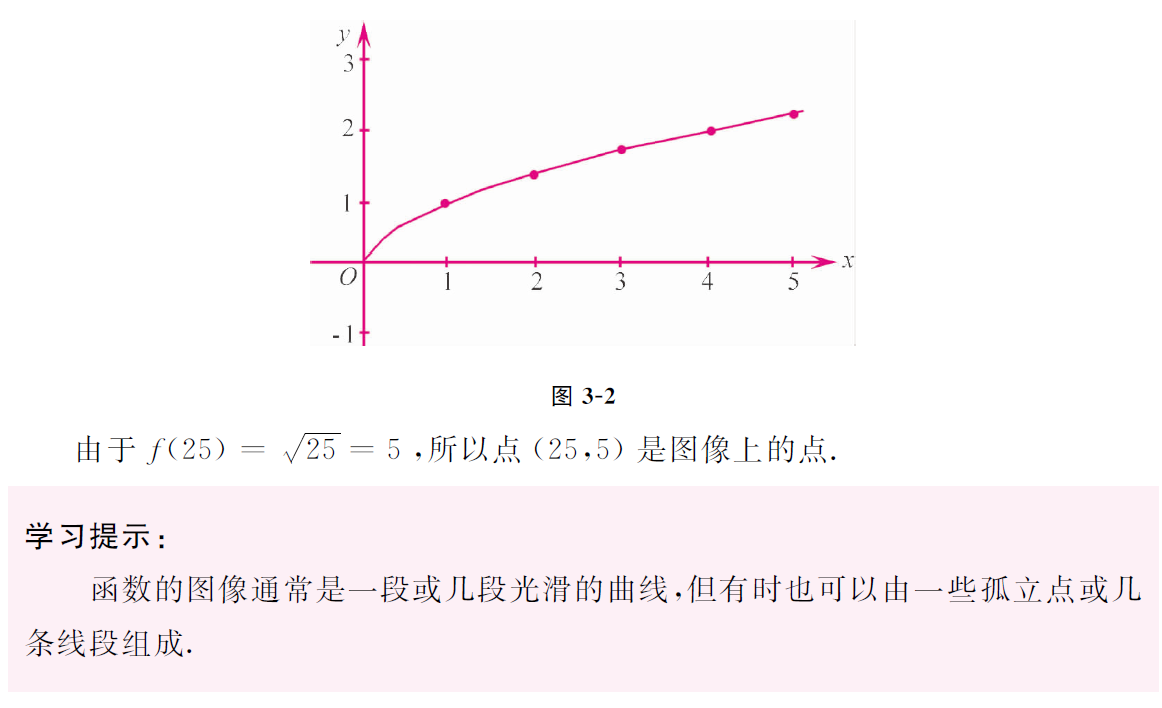 y
3
2
1
O
1 2 3 4 5 x
-1
图 3-2
由于 f(25) = √25 = 5 ,所以点 (25,5) 是图像上的点.
学习提示:
函数的图像通常是一段或几段光滑的曲线,但有时也可以由一些孤立点或几
条线段组成.